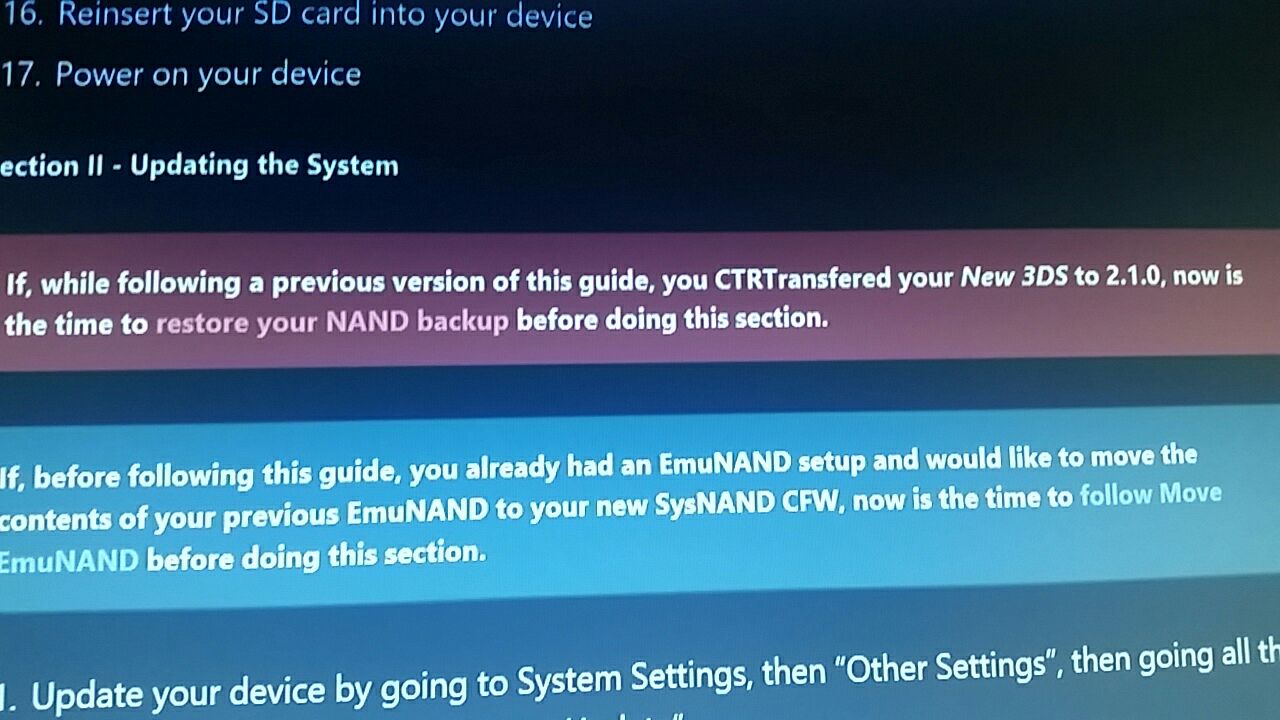 16. Reinsert your SD card into your device
17. Power on your device
ection II - Updating the System
If, while following a previous version of this guide, you CTRTransfered your New 3DS to 2.1.0, now is
the time to restore your NAND backup before doing this section.
If, before following this guide, you already had an EmuNAND setup and would like to move the
contents of your previous EmuNAND to your new SysNAND CFW, now is the time to follow Move
EmuNAND before doing this section.
1. Update your device by going to System Settings, then “Other Settings”, then going all th